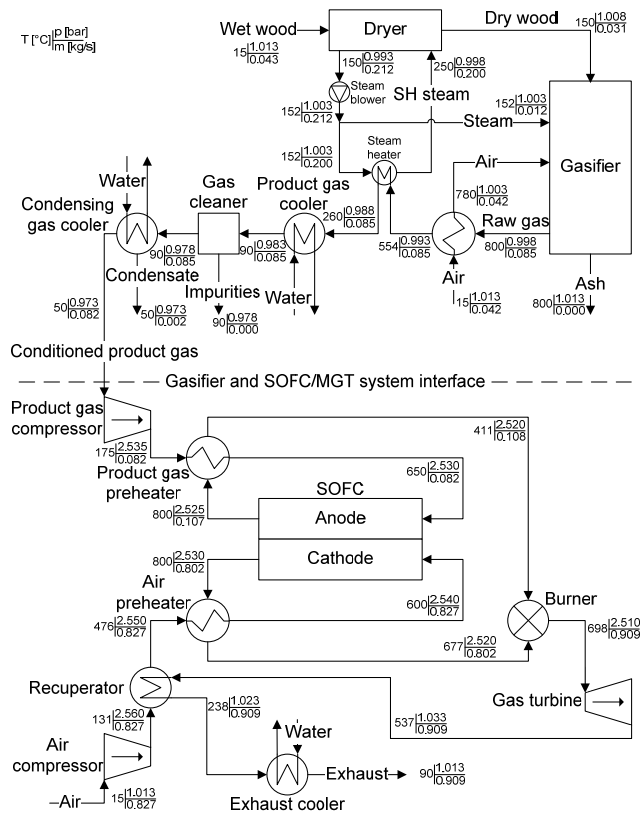 T [°C] p [bar]
m [kg/s]
Wet wood
15 1.013
0.043
Dryer
Dry wood
150 1.008
0.031
150 0.993
0.212
250 0.998
0.200
Steam
blower
SH steam
152 1.003
0.212
152 1.003
0.012
Steam
152 1.003
0.200
Steam
heater
Air
Gasifier
780 1.003
0.042
Water
Condensing
gas cooler
Gas
cleaner
Product gas
cooler
260 0.988
0.085
Raw gas
554 0.993
0.085
800 0.998
0.085
90 0.978
0.085
90 0.983
0.085
Condensate
Impurities
Water
Air
Ash
50 0.973
0.082
50 0.973
0.002
90 0.978
0.000
15 1.013
0.042
800 1.013
0.000
Conditioned product gas
Gasifier and SOFC/MGT system interface
Product gas
compressor
175 2.535
0.082
Product gas
preheater
411 2.520
0.108
650 2.530
0.082
SOFC
800 2.525
0.107
Anode
Cathode
800 2.530
0.802
Air
preheater
600 2.540
0.827
Burner
476 2.550
0.827
677 2.520
0.802
698 2.510
0.909
Recuperator
238 1.023
0.909
537 1.033
0.909
Gas turbine
131 2.560
0.827
Air
compressor
Water
Exhaust
90 1.013
0.909
Air
15 1.013
0.827
Exhaust cooler